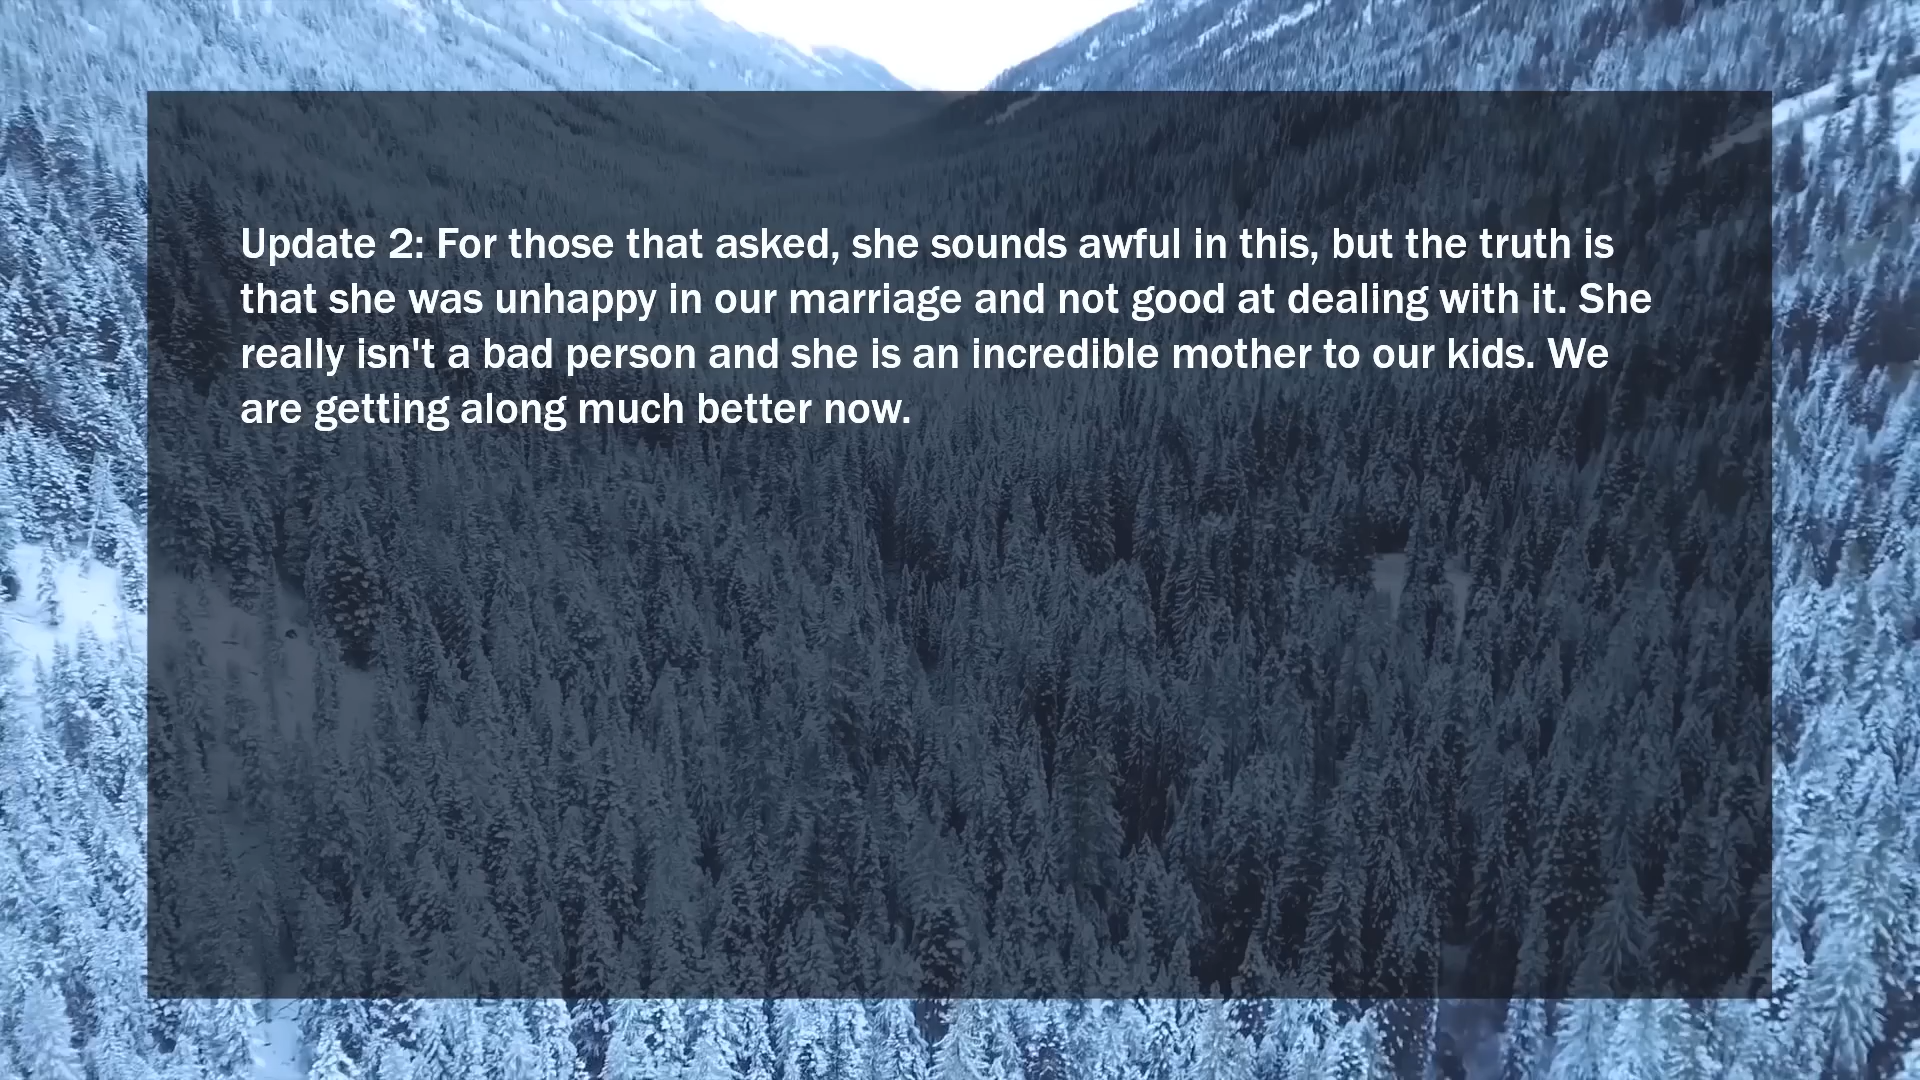 Update 2: For those that asked, she sounds awful in this, but the truth is
that she was unhappy in our marriage and not good at dealing with it. She
really isn't a bad person and she is an incredible mother to our kids. We
are getting along much better now.